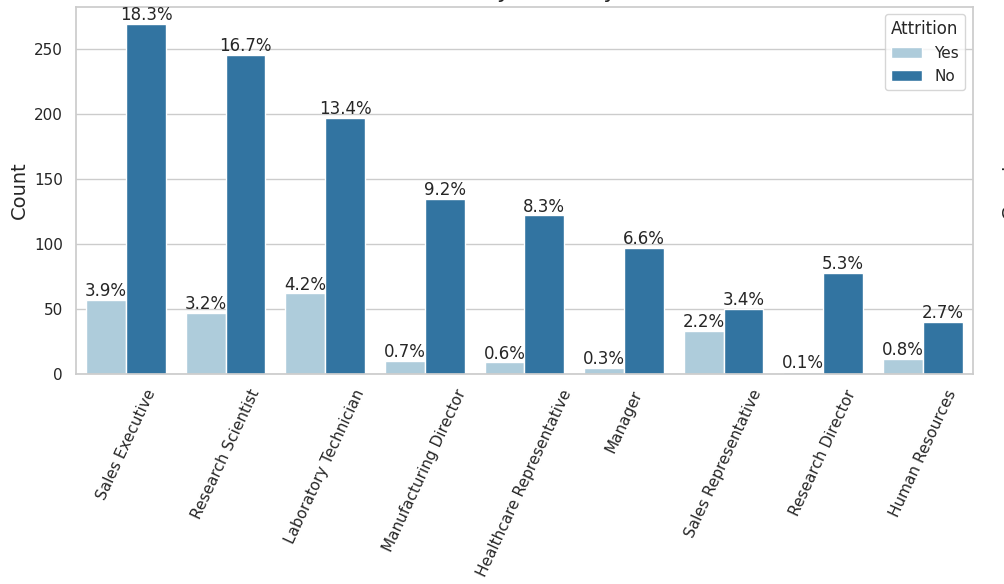 Count
250
200
150
100
50
0
18.3%
16.7%
13.4%
9.2%
8.3%
6.6%
3.9%
3.2%
4.2%
0.7%
0.6%
0.3%
2.2%
3.4%
0.1%
5.3%
0.8%
2.7%
Attrition
Yes
No
Sales Executive
Research Scientist
Laboratory Technician
Manufacturing Director
Healthcare Representative
Manager
Sales Representative
Research Director
Human Resources